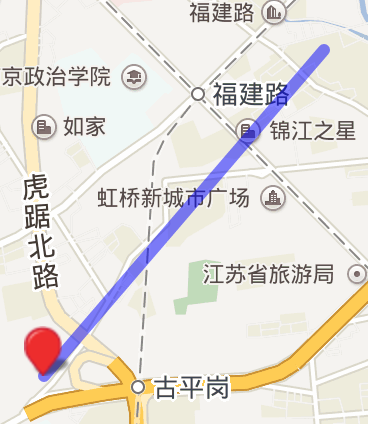 福建路
京政治学院
福建路
如家
锦江之星
虎踞北路
虹桥新城市广场
江苏省旅游局
古平岗